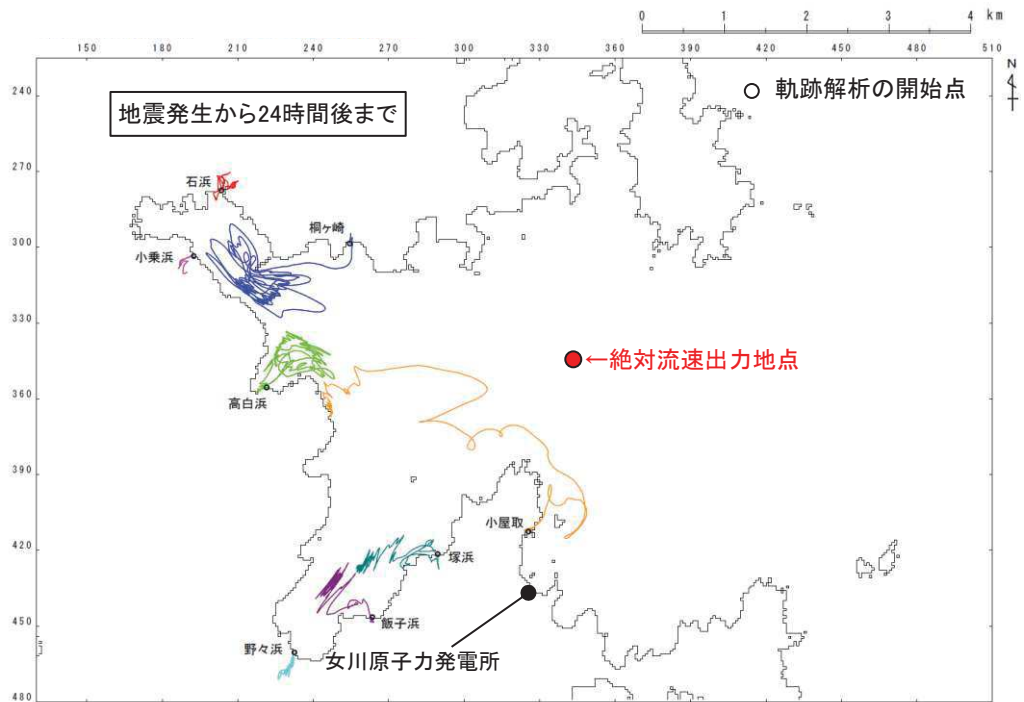 0 1 2 3 4 km
150 180 210 240 270 300 330 360 390 420 450 480 510
N
240
○ 軌跡解析の開始点
地震発生から24時間後まで
270
石浜
桐ヶ崎
300
小乗浜
330
←絶対流速出力地点
360
高白浜
390
小屋取
420
塚浜
飯子浜
450
野々浜
女川原子力発電所
480